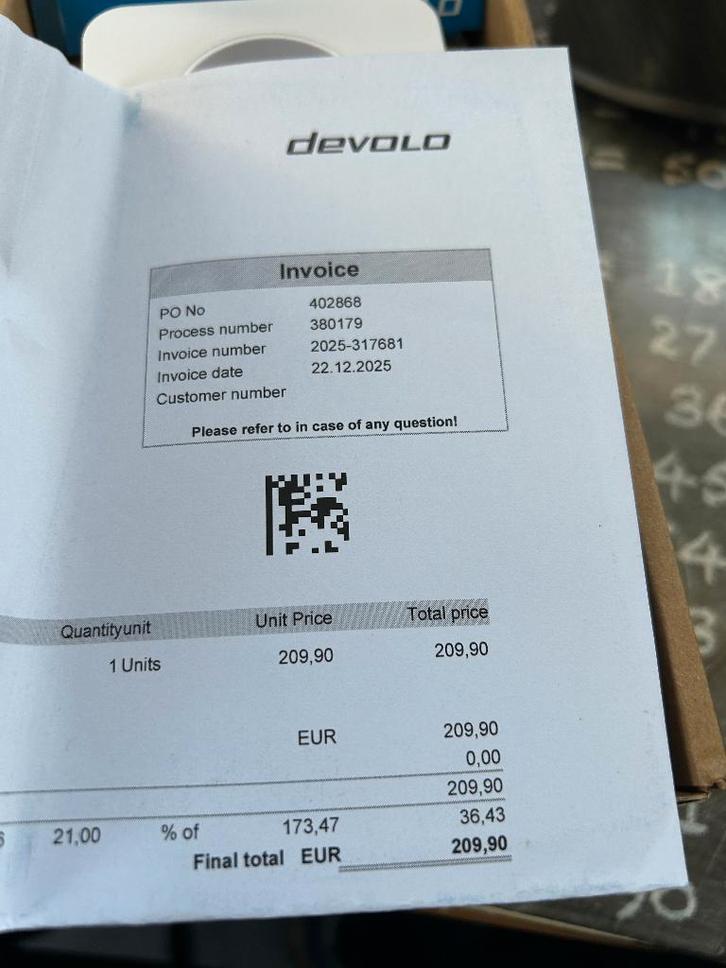 devolo
Invoice
PO No 402868
Process number 380179
Invoice number 2025-317681
Invoice date 22.12.2025
Customer number
Please refer to in case of any question!
Quantityunit Unit Price Total price
1 Units 209,90 209,90
EUR 209,90
0,00
209,90
21,00 % of 173,47 36,43
Final total EUR 209,90
18
27
36